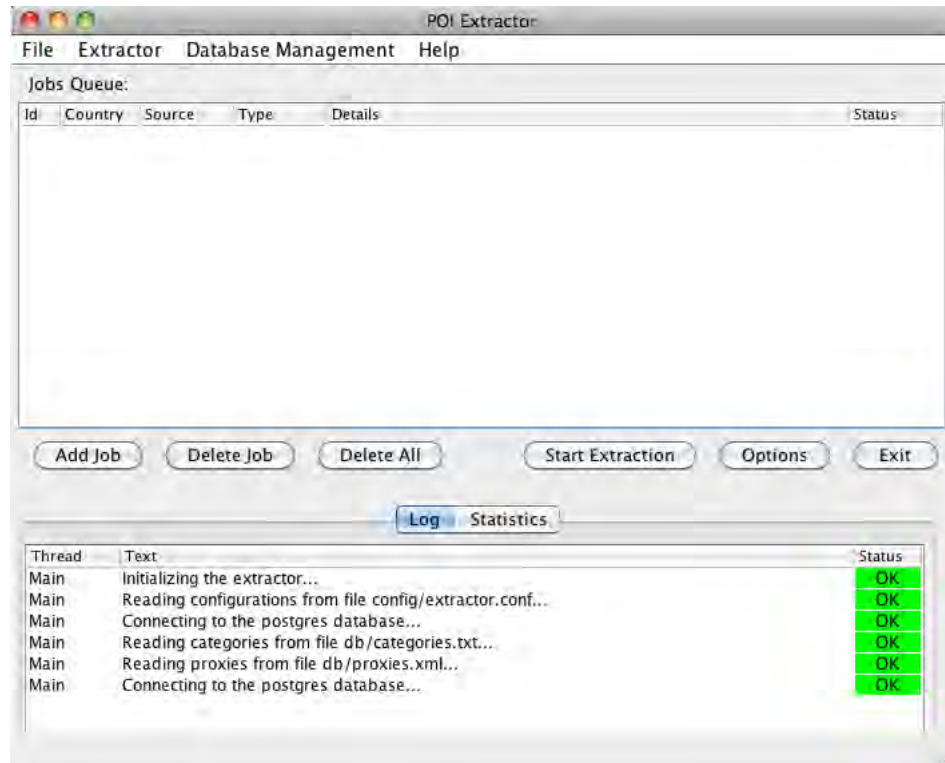 POI Extractor
File Extractor Database Management Help
Jobs Queue:
Id Country Source Type Details Status
Add Job Delete Job Delete All Start Extraction Options Exit
Log Statistics
Thread Text Status
Main Initializing the extractor... OK
Main Reading configurations from file config/extractor.conf... OK
Main Connecting to the postgres database... OK
Main Reading categories from file db/categories.txt... OK
Main Reading proxies from file db/proxies.xml... OK
Main Connecting to the postgres database... OK